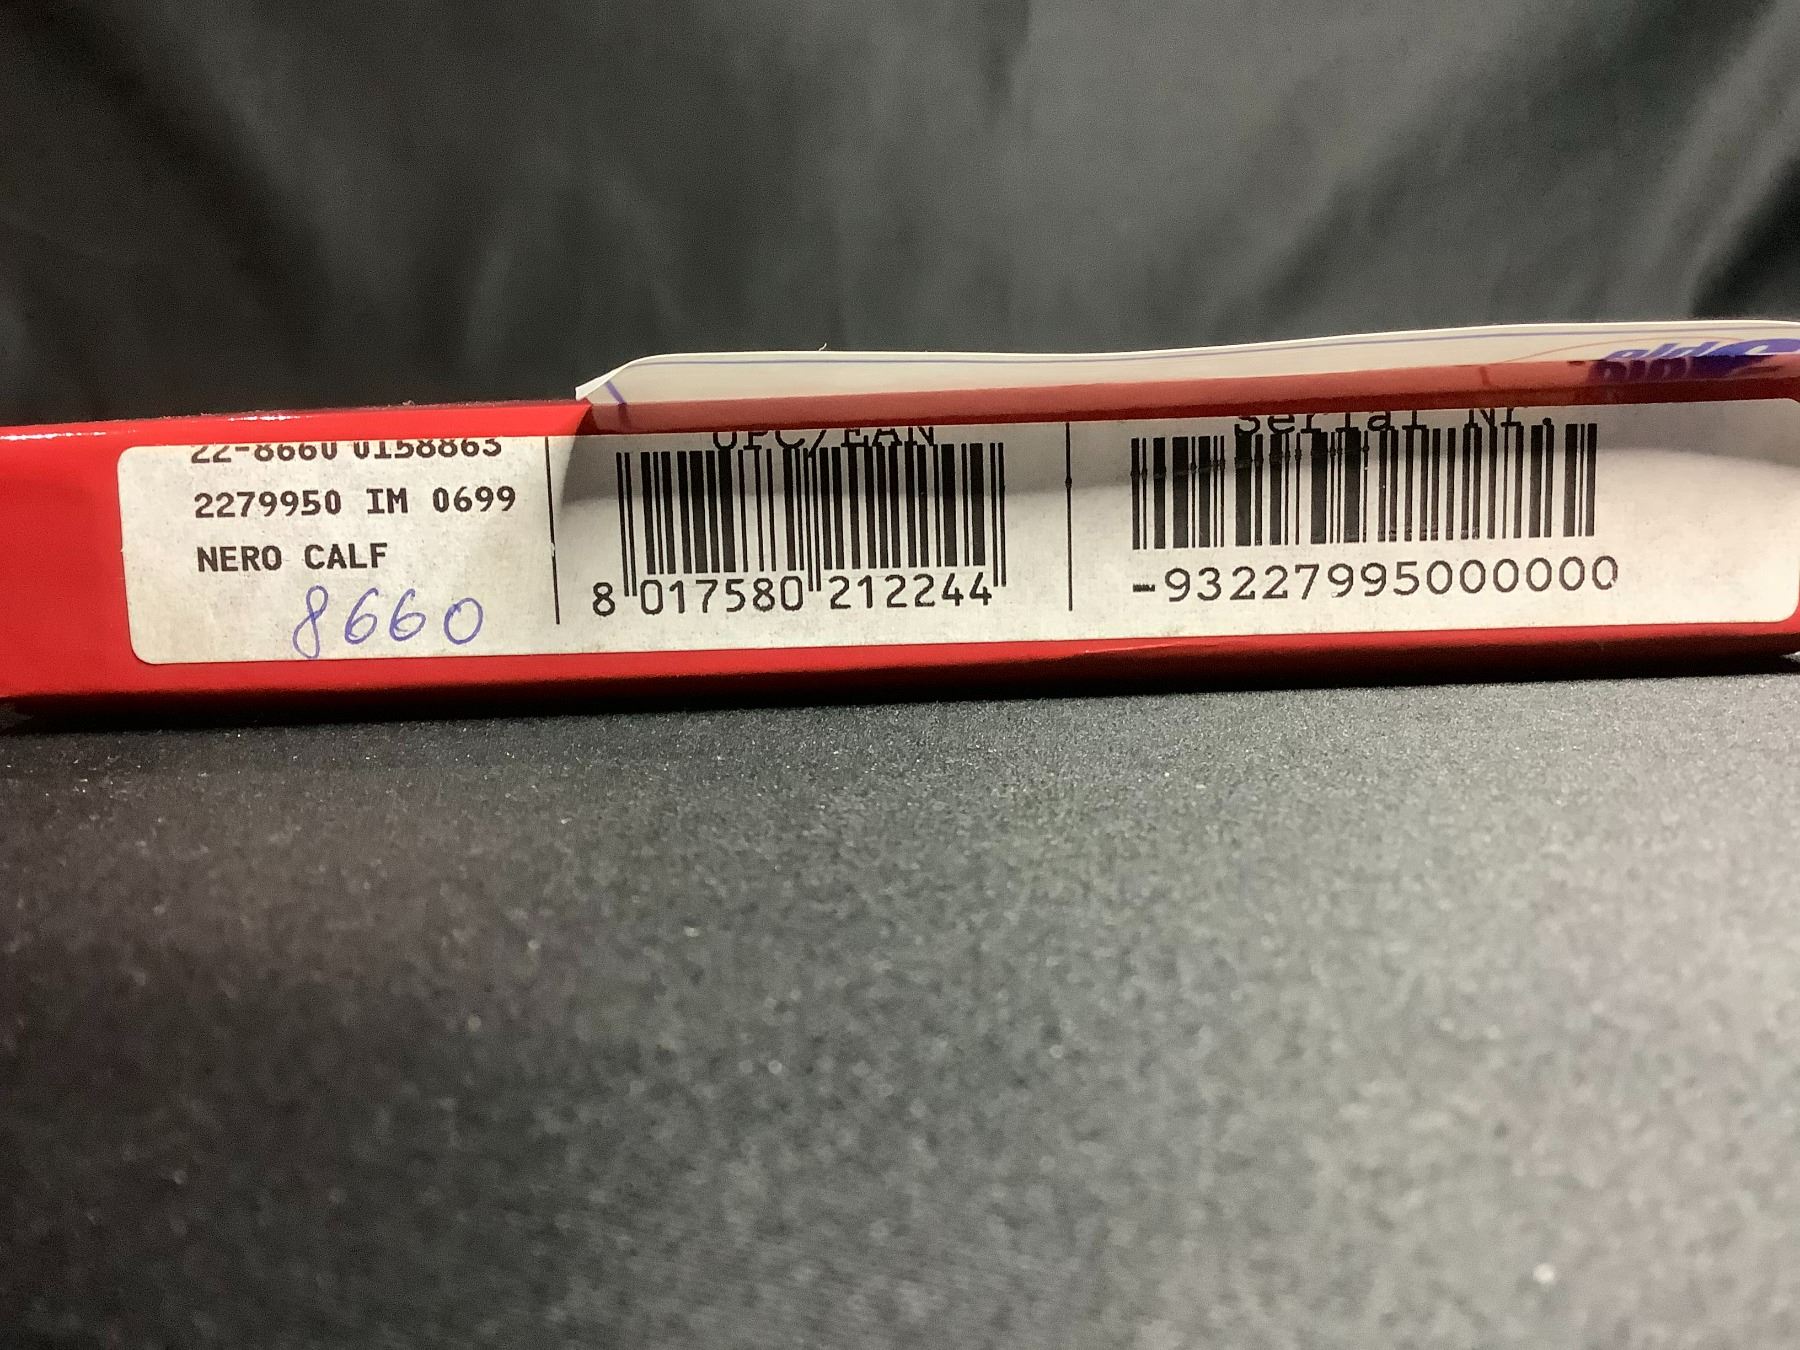 22-8660 0158863
2279950 IM 0699
NERO CALF
8660
UPC/EAN
8 017580 212244
Serial Nr.
-93227995000000